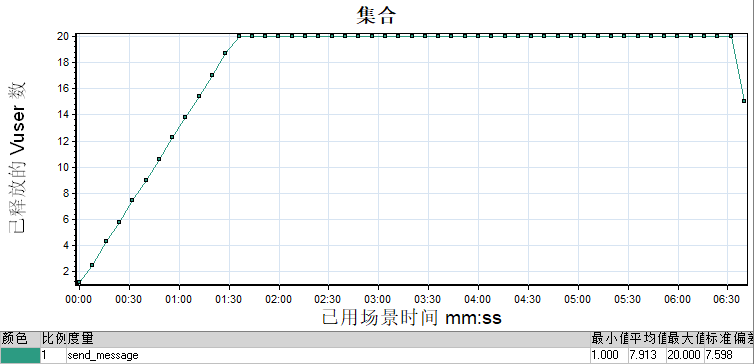 集合
已释放的 Vuser 数
20
18
16
14
12
10
8
6
4
2
00:00 00:30 01:00 01:30 02:00 02:30 03:00 03:30 04:00 04:30 05:00 05:30 06:00 06:30
已用场景时间 mm:ss
颜色 比例 度量 最小值 平均值 最大值 标准偏差
1 send_message 1.000 7.913 20.000 7.598